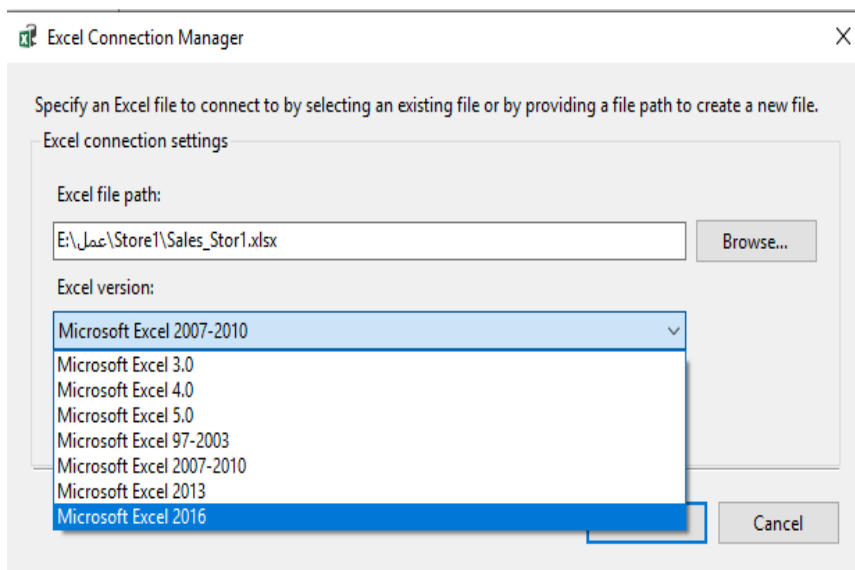 Excel Connection Manager
Specify an Excel file to connect to by selecting an existing file or by providing a file path to create a new file.
Excel connection settings
Excel file path:
E:\عمل\Store1\Sales_Stor1.xlsx
Browse...
Excel version:
Microsoft Excel 2007-2010
Microsoft Excel 3.0
Microsoft Excel 4.0
Microsoft Excel 5.0
Microsoft Excel 97-2003
Microsoft Excel 2007-2010
Microsoft Excel 2013
Microsoft Excel 2016
Cancel